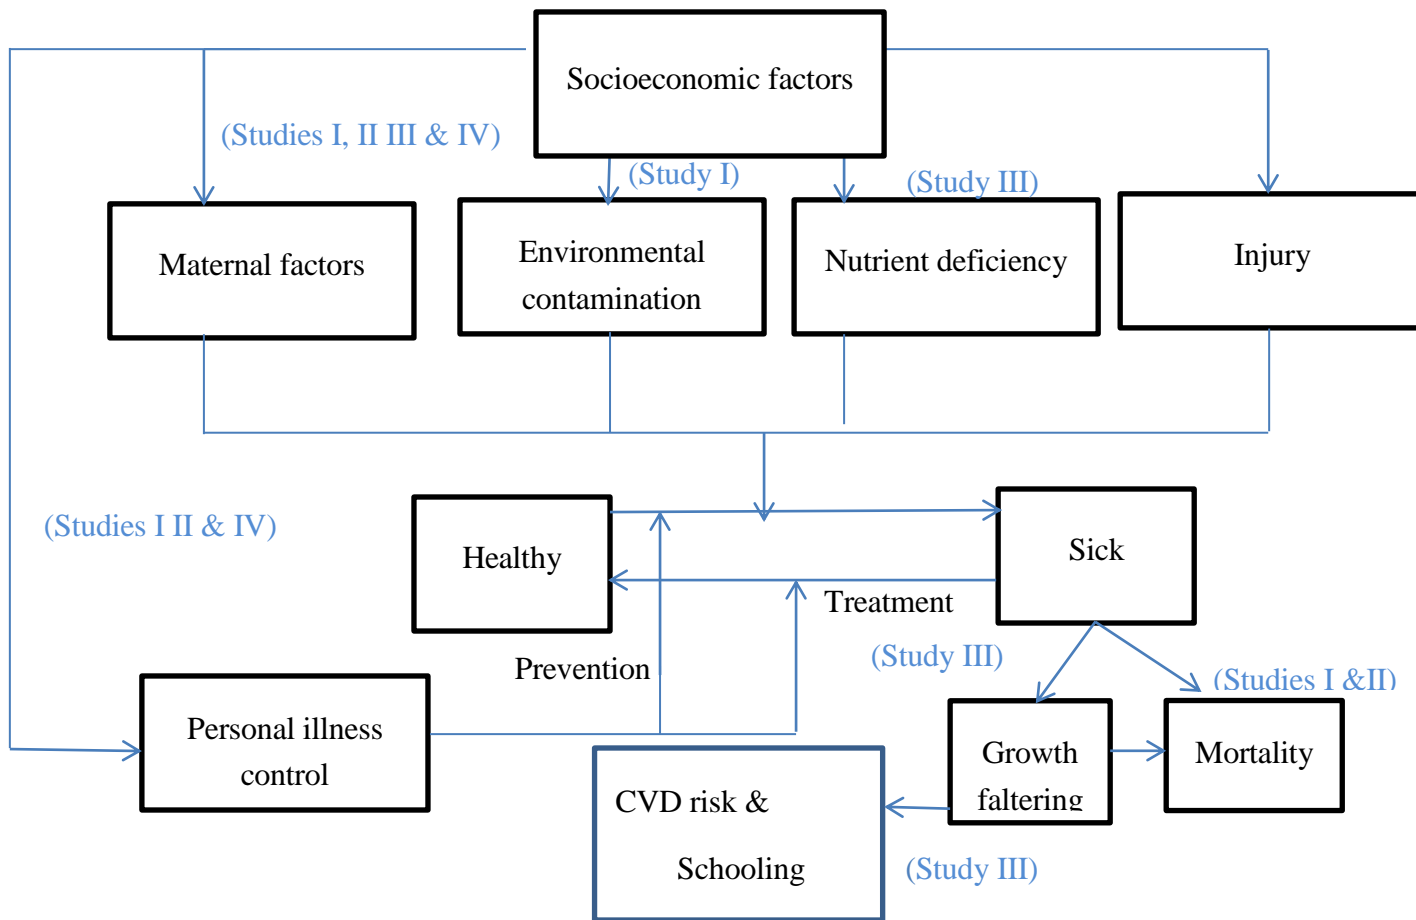 Socioeconomic factors
(Studies I, II III & IV)
(Study I)
(Study III)
Maternal factors
Environmental
contamination
Nutrient deficiency
Injury
(Studies I II & IV)
Healthy
Sick
Treatment
Prevention
(Study III)
(Studies I &II)
Personal illness
control
CVD risk &
Schooling
Growth
faltering
Mortality
(Study III)